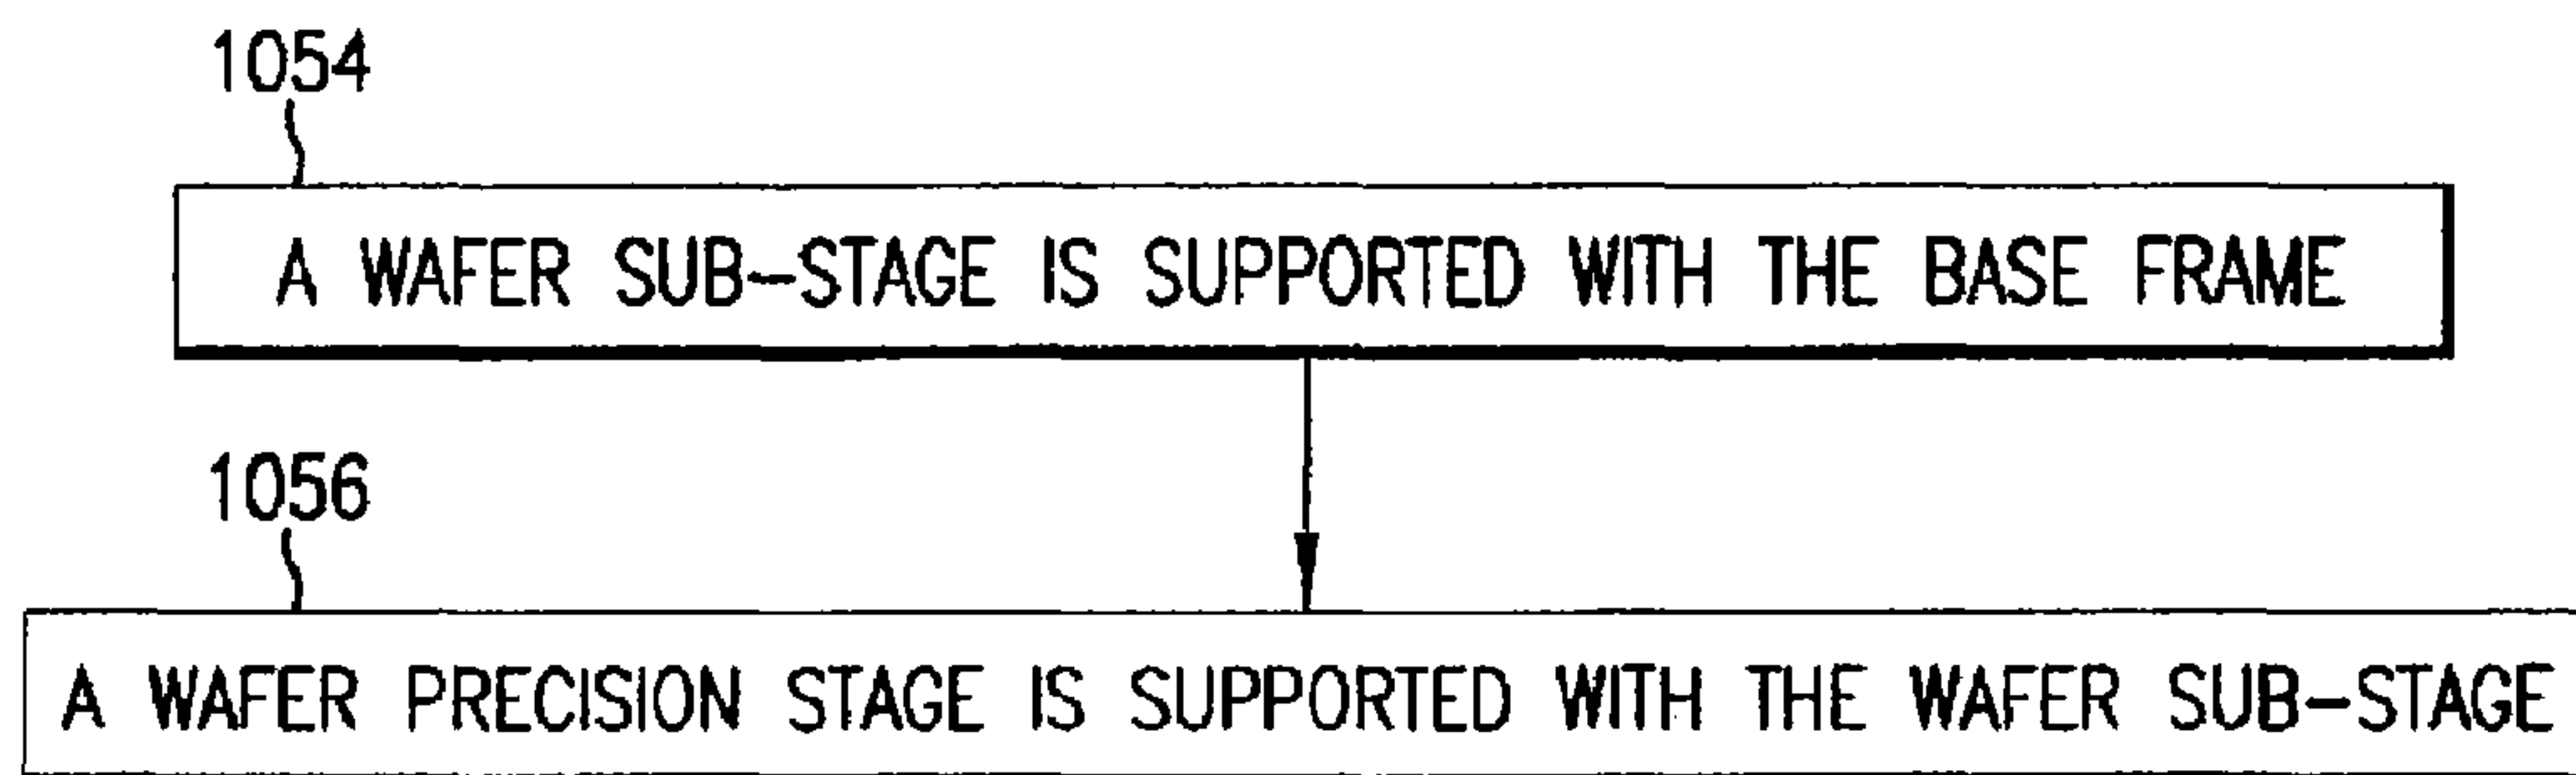 1054
A WAFER SUB-STAGE IS SUPPORTED WITH THE BASE FRAME
1056
A WAFER PRECISION STAGE IS SUPPORTED WITH THE WAFER SUB-STAGE